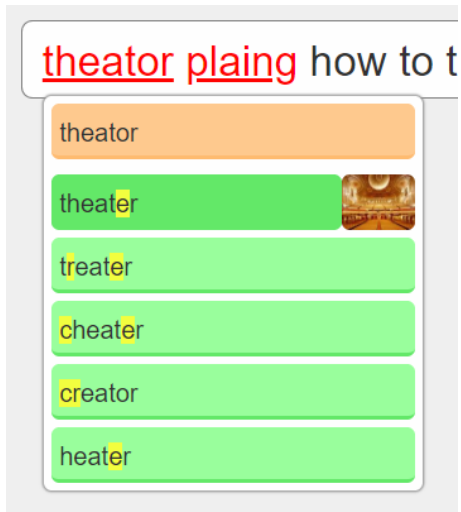 theator plaing how to t
theator
theater
treater
cheater
creator
heater